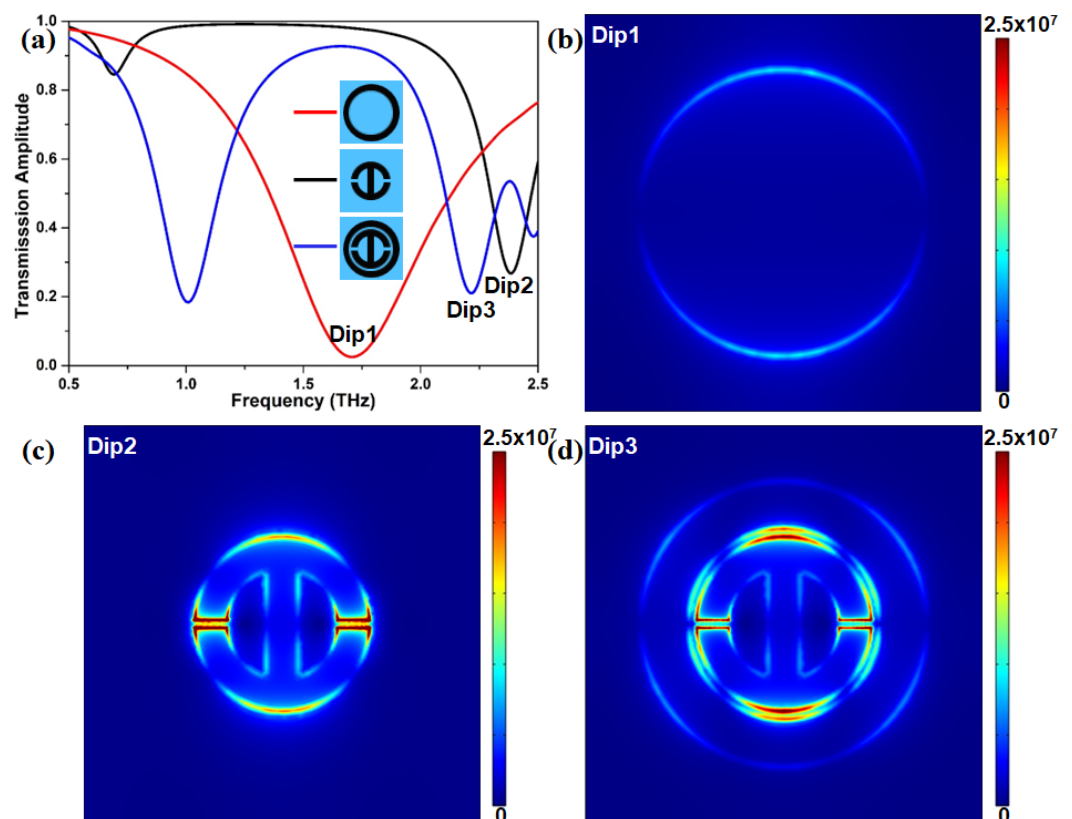 (a)
1.0
0.8
0.6
0.4
0.2
0.0
Transmisssion Amplitude
0.5
1.0
1.5
2.0
2.5
Frequency (THz)
Dip1
Dip3
Dip2
(b)
Dip1
2.5x10⁷
0
(c)
Dip2
2.5x10⁷
0
(d)
Dip3
2.5x10⁷
0